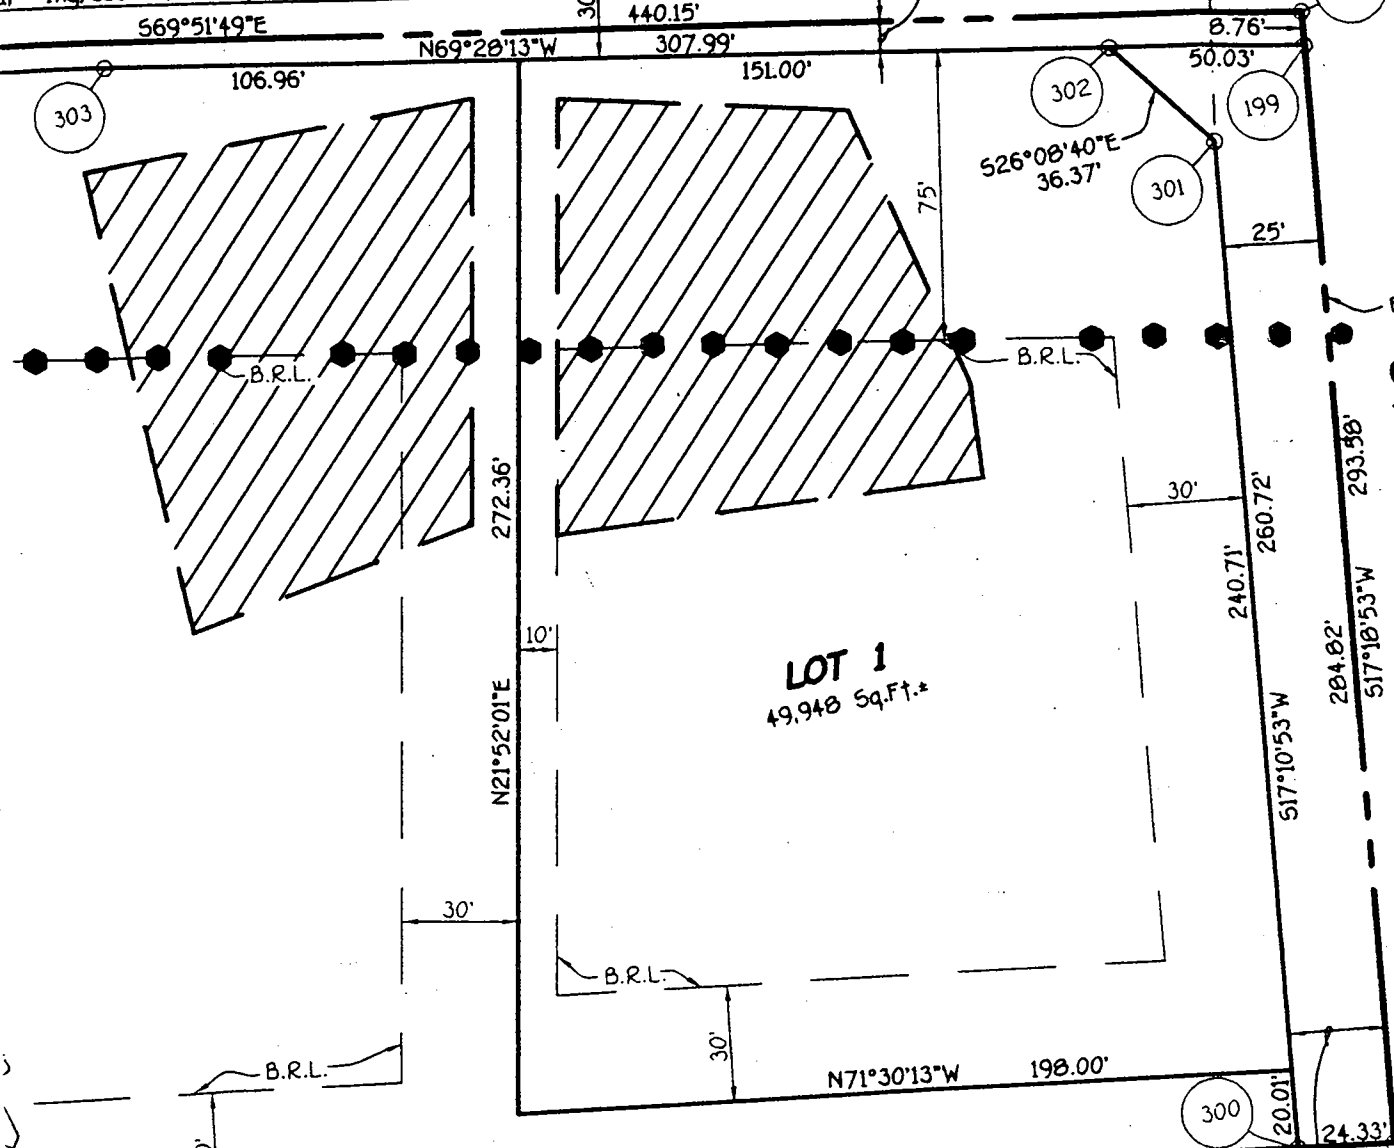 440.15'
8.76'
S69°51'49"E
N69°28'13"W
307.99'
50.03'
106.96'
151.00'
302
199
303
S26°08'40"E
36.37'
301
75'
25'
B.R.L.
B.R.L.
293.58'
272.36'
30'
260.72'
240.71'
10'
LOT 1
49,948 Sq.Ft.±
284.82'
S17°18'53"W
N21°52'01"E
S17°10'53"W
30'
B.R.L.
30'
B.R.L.
N71°30'13"W
198.00'
300
20.01'
24.33'